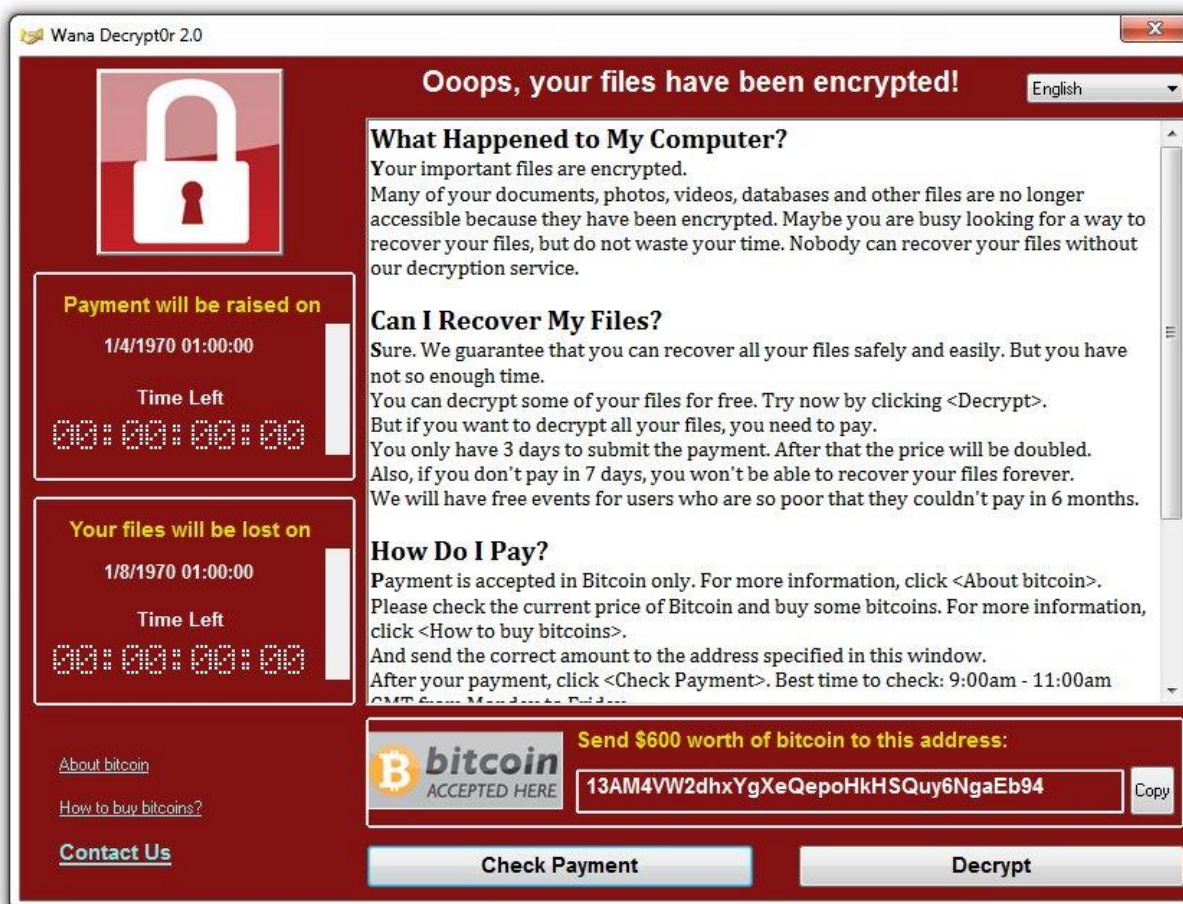 Wana Decrypt0r 2.0
Ooops, your files have been encrypted!
English
Payment will be raised on
1/4/1970 01:00:00
Time Left
00:00:00:00
Your files will be lost on
1/8/1970 01:00:00
Time Left
00:00:00:00
About bitcoin
How to buy bitcoins?
Contact Us
What Happened to My Computer?
Your important files are encrypted.
Many of your documents, photos, videos, databases and other files are no longer
accessible because they have been encrypted. Maybe you are busy looking for a way to
recover your files, but do not waste your time. Nobody can recover your files without
our decryption service.
Can I Recover My Files?
Sure. We guarantee that you can recover all your files safely and easily. But you have
not so enough time.
You can decrypt some of your files for free. Try now by clicking <Decrypt>.
But if you want to decrypt all your files, you need to pay.
You only have 3 days to submit the payment. After that the price will be doubled.
Also, if you don't pay in 7 days, you won't be able to recover your files forever.
We will have free events for users who are so poor that they couldn't pay in 6 months.
How Do I Pay?
Payment is accepted in Bitcoin only. For more information, click <About bitcoin>.
Please check the current price of Bitcoin and buy some bitcoins. For more information,
click <How to buy bitcoins>.
And send the correct amount to the address specified in this window.
After your payment, click <Check Payment>. Best time to check: 9:00am - 11:00am
GMT from Monday to Friday
bitcoin
ACCEPTED HERE
Send $600 worth of bitcoin to this address:
13AM4VW2dhxYgXeQepoHkHSQuy6NgaEb94
Copy
Check Payment
Decrypt